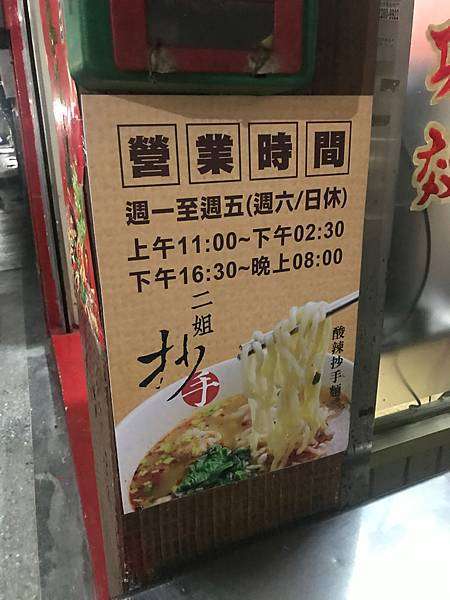 營業時間
週一至週五(週六/日休)
上午11:00~下午02:30
下午16:30~晚上08:00
二姐
抄手
酸辣抄手麵